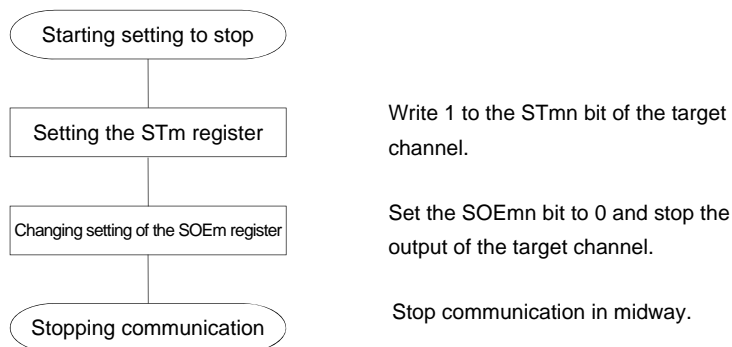 Starting setting to stop
Setting the STm register
Write 1 to the STmn bit of the target
channel.
Changing setting of the SOEm register
Set the SOEmn bit to 0 and stop the
output of the target channel.
Stopping communication
Stop communication in midway.